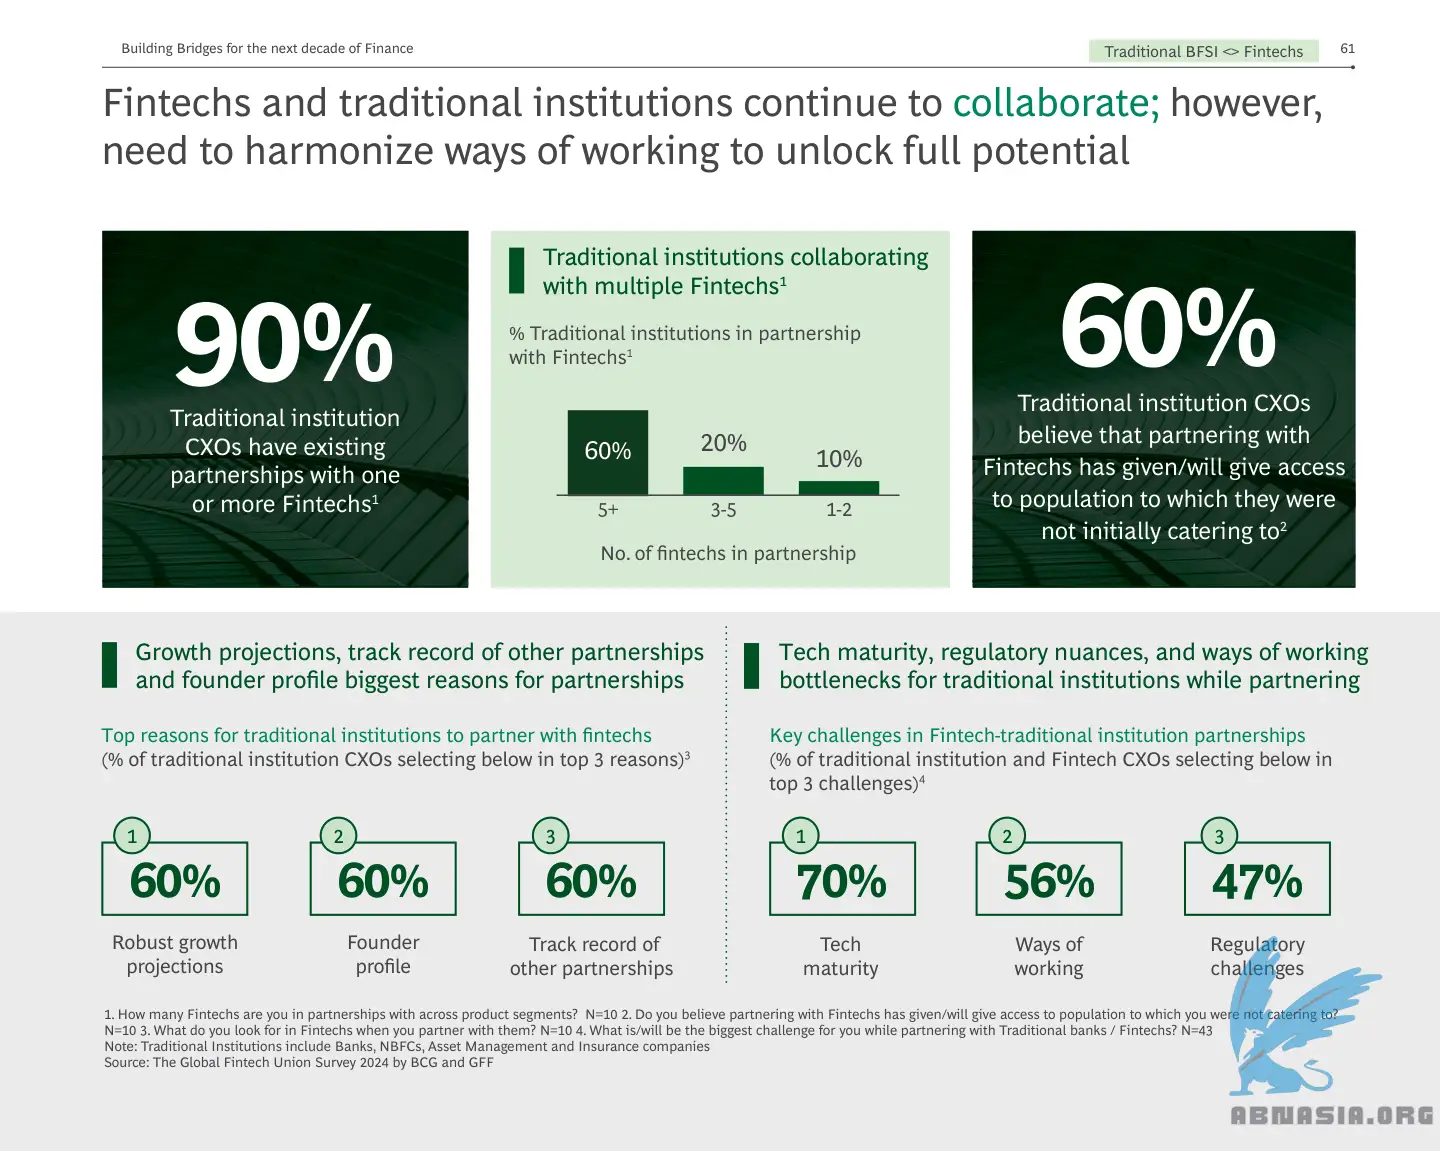 Building Bridges for the next decade of Finance
Traditional BFSI <> Fintechs
61
Fintechs and traditional institutions continue to collaborate; however,
need to harmonize ways of working to unlock full potential
90%
Traditional institution
CXOs have existing
partnerships with one
or more Fintechs¹
Traditional institutions collaborating
with multiple Fintechs¹
% Traditional institutions in partnership
with Fintechs¹
60%
20%
10%
5+
3-5
1-2
No. of fintechs in partnership
60%
Traditional institution CXOs
believe that partnering with
Fintechs has given/will give access
to population to which they were
not initially catering to²
Growth projections, track record of other partnerships
and founder profile biggest reasons for partnerships
Top reasons for traditional institutions to partner with fintechs
(% of traditional institution CXOs selecting below in top 3 reasons)³
1
60%
Robust growth
projections
2
60%
Founder
profile
3
60%
Track record of
other partnerships
Tech maturity, regulatory nuances, and ways of working
bottlenecks for traditional institutions while partnering
Key challenges in Fintech-traditional institution partnerships
(% of traditional institution and Fintech CXOs selecting below in
top 3 challenges)⁴
1
70%
Tech
maturity
2
56%
Ways of
working
3
47%
Regulatory
challenges
1. How many Fintechs are you in partnerships with across product segments? N=10 2. Do you believe partnering with Fintechs has given/will give access to population to which you were not catering to?
N=10 3. What do you look for in Fintechs when you partner with them? N=10 4. What is/will be the biggest challenge for you while partnering with Traditional banks / Fintechs? N=43
Note: Traditional Institutions include Banks, NBFCs, Asset Management and Insurance companies
Source: The Global Fintech Union Survey 2024 by BCG and GFF
ABNASIA.ORG